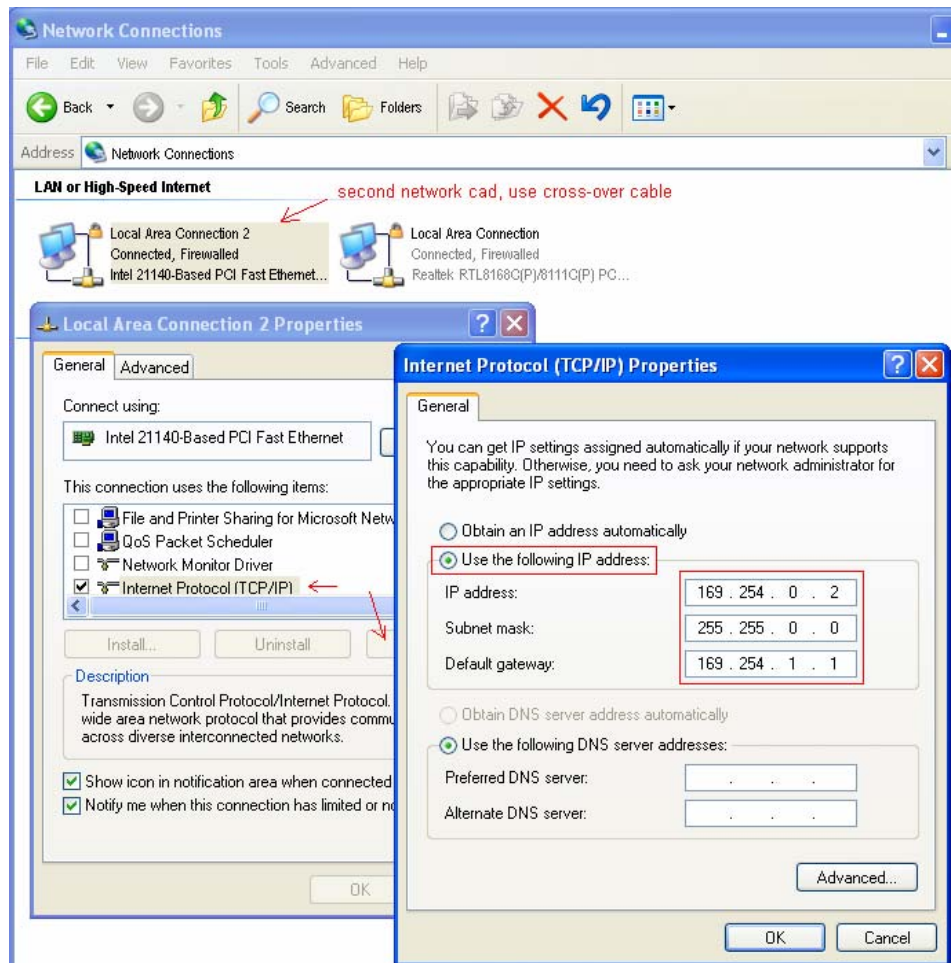 Network Connections
File Edit View Favorites Tools Advanced Help
Back Search Folders
Address Network Connections
LAN or High-Speed Internet
second network cad, use cross-over cable
Local Area Connection 2
Connected, Firewalled
Intel 21140-Based PCI Fast Ethernet...
Local Area Connection
Connected, Firewalled
Realtek RTL8168C(P)/8111C(P) PC...
Local Area Connection 2 Properties
General Advanced
Connect using:
Intel 21140-Based PCI Fast Ethernet
This connection uses the following items:
File and Printer Sharing for Microsoft Netw
QoS Packet Scheduler
Network Monitor Driver
Internet Protocol (TCP/IP)
Install... Uninstall
Description
Transmission Control Protocol/Internet Protocol.
wide area network protocol that provides commu
across diverse interconnected networks.
Show icon in notification area when connected
Notify me when this connection has limited or no
OK
Internet Protocol (TCP/IP) Properties
General
You can get IP settings assigned automatically if your network supports
this capability. Otherwise, you need to ask your network administrator for
the appropriate IP settings.
Obtain an IP address automatically
Use the following IP address:
IP address: 169 . 254 . 0 . 2
Subnet mask: 255 . 255 . 0 . 0
Default gateway: 169 . 254 . 1 . 1
Obtain DNS server address automatically
Use the following DNS server addresses:
Preferred DNS server: . . .
Alternate DNS server: . . .
Advanced...
OK Cancel